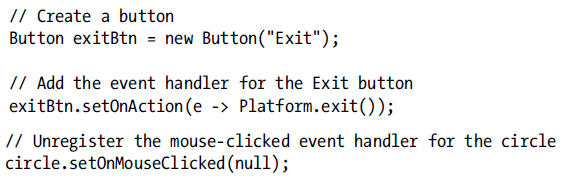 // Create a button
Button exitBtn = new Button("Exit");
// Add the event handler for the Exit button
exitBtn.setOnAction(e -> Platform.exit());
// Unregister the mouse-clicked event handler for the circle
circle.setOnMouseClicked(null);